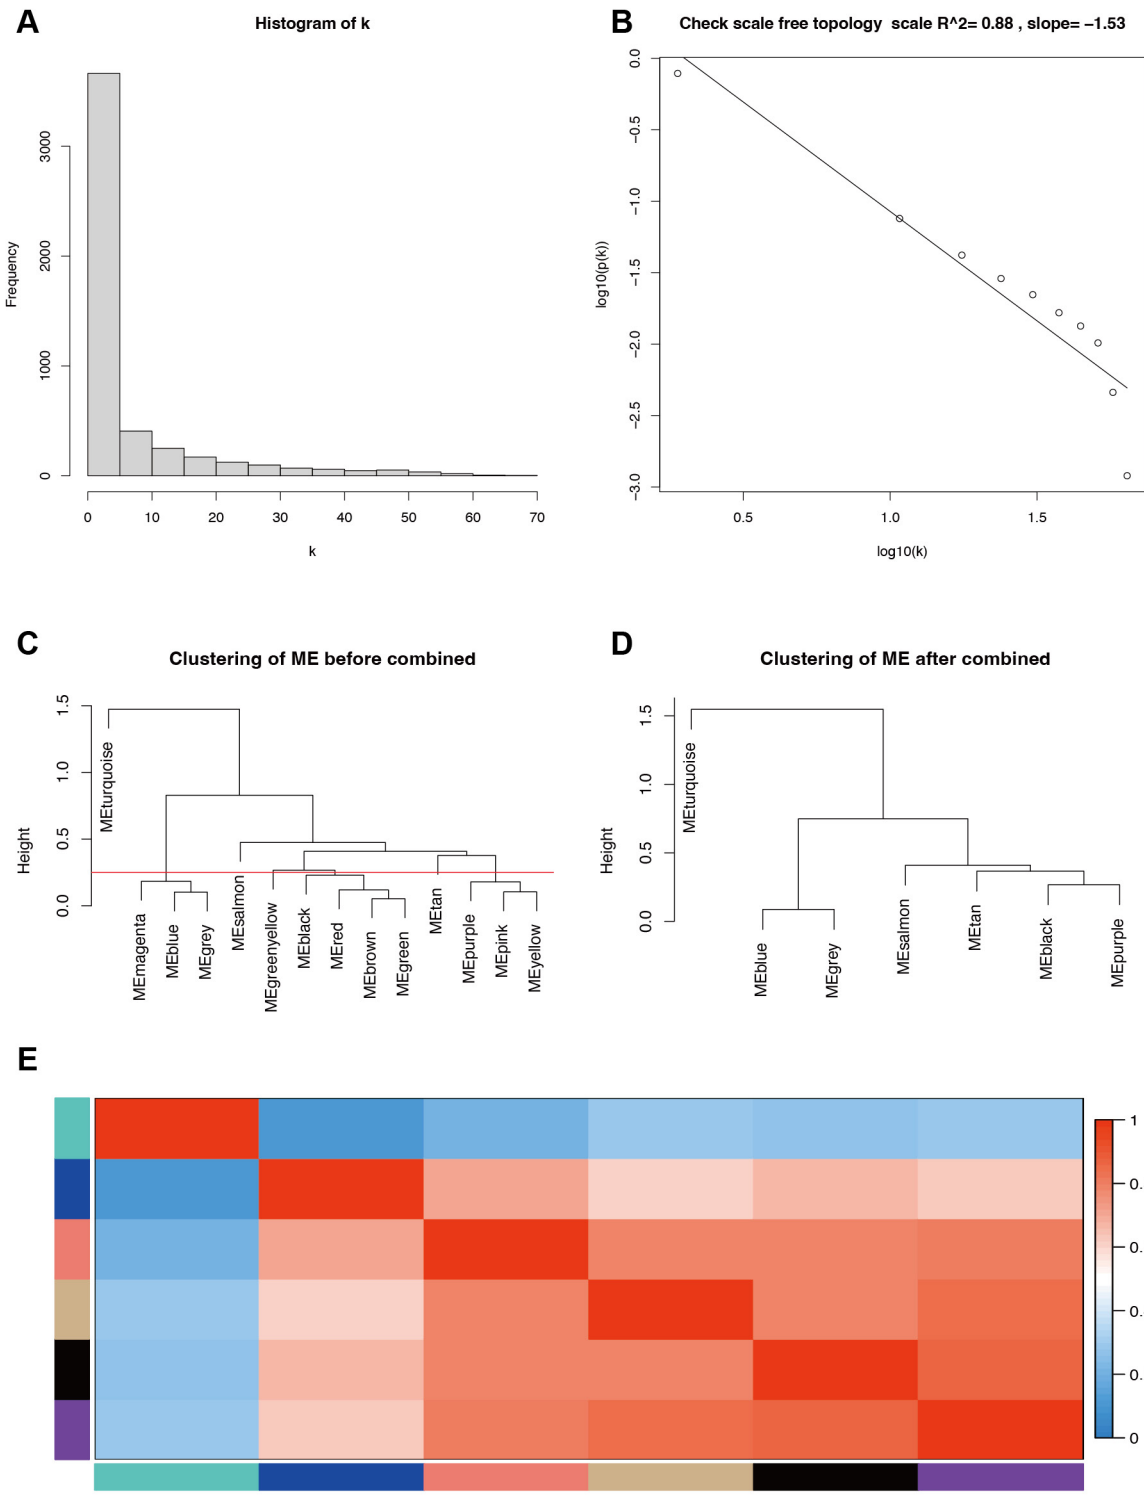 A
Histogram of k
Frequency
3000
2000
1000
0
0 10 20 30 40 50 60 70
k
B
Check scale free topology scale R^2= 0.88 , slope= −1.53
log10(p(k))
0.0
−0.5
−1.0
−1.5
−2.0
−2.5
−3.0
0.5 1.0 1.5
log10(k)
C
Clustering of ME before combined
Height
1.5
1.0
0.5
0.0
MEturquoise
MEmagenta
MEblue
MEgrey
MEsalmon
MEgreenyellow
MEblack
MEred
MEbrown
MEgreen
MEtan
MEpurple
MEpink
MEyellow
D
Clustering of ME after combined
Height
1.5
1.0
0.5
0.0
MEturquoise
MEblue
MEgrey
MEsalmon
MEtan
MEblack
MEpurple
E
1
0.
0.
0.
0.
0